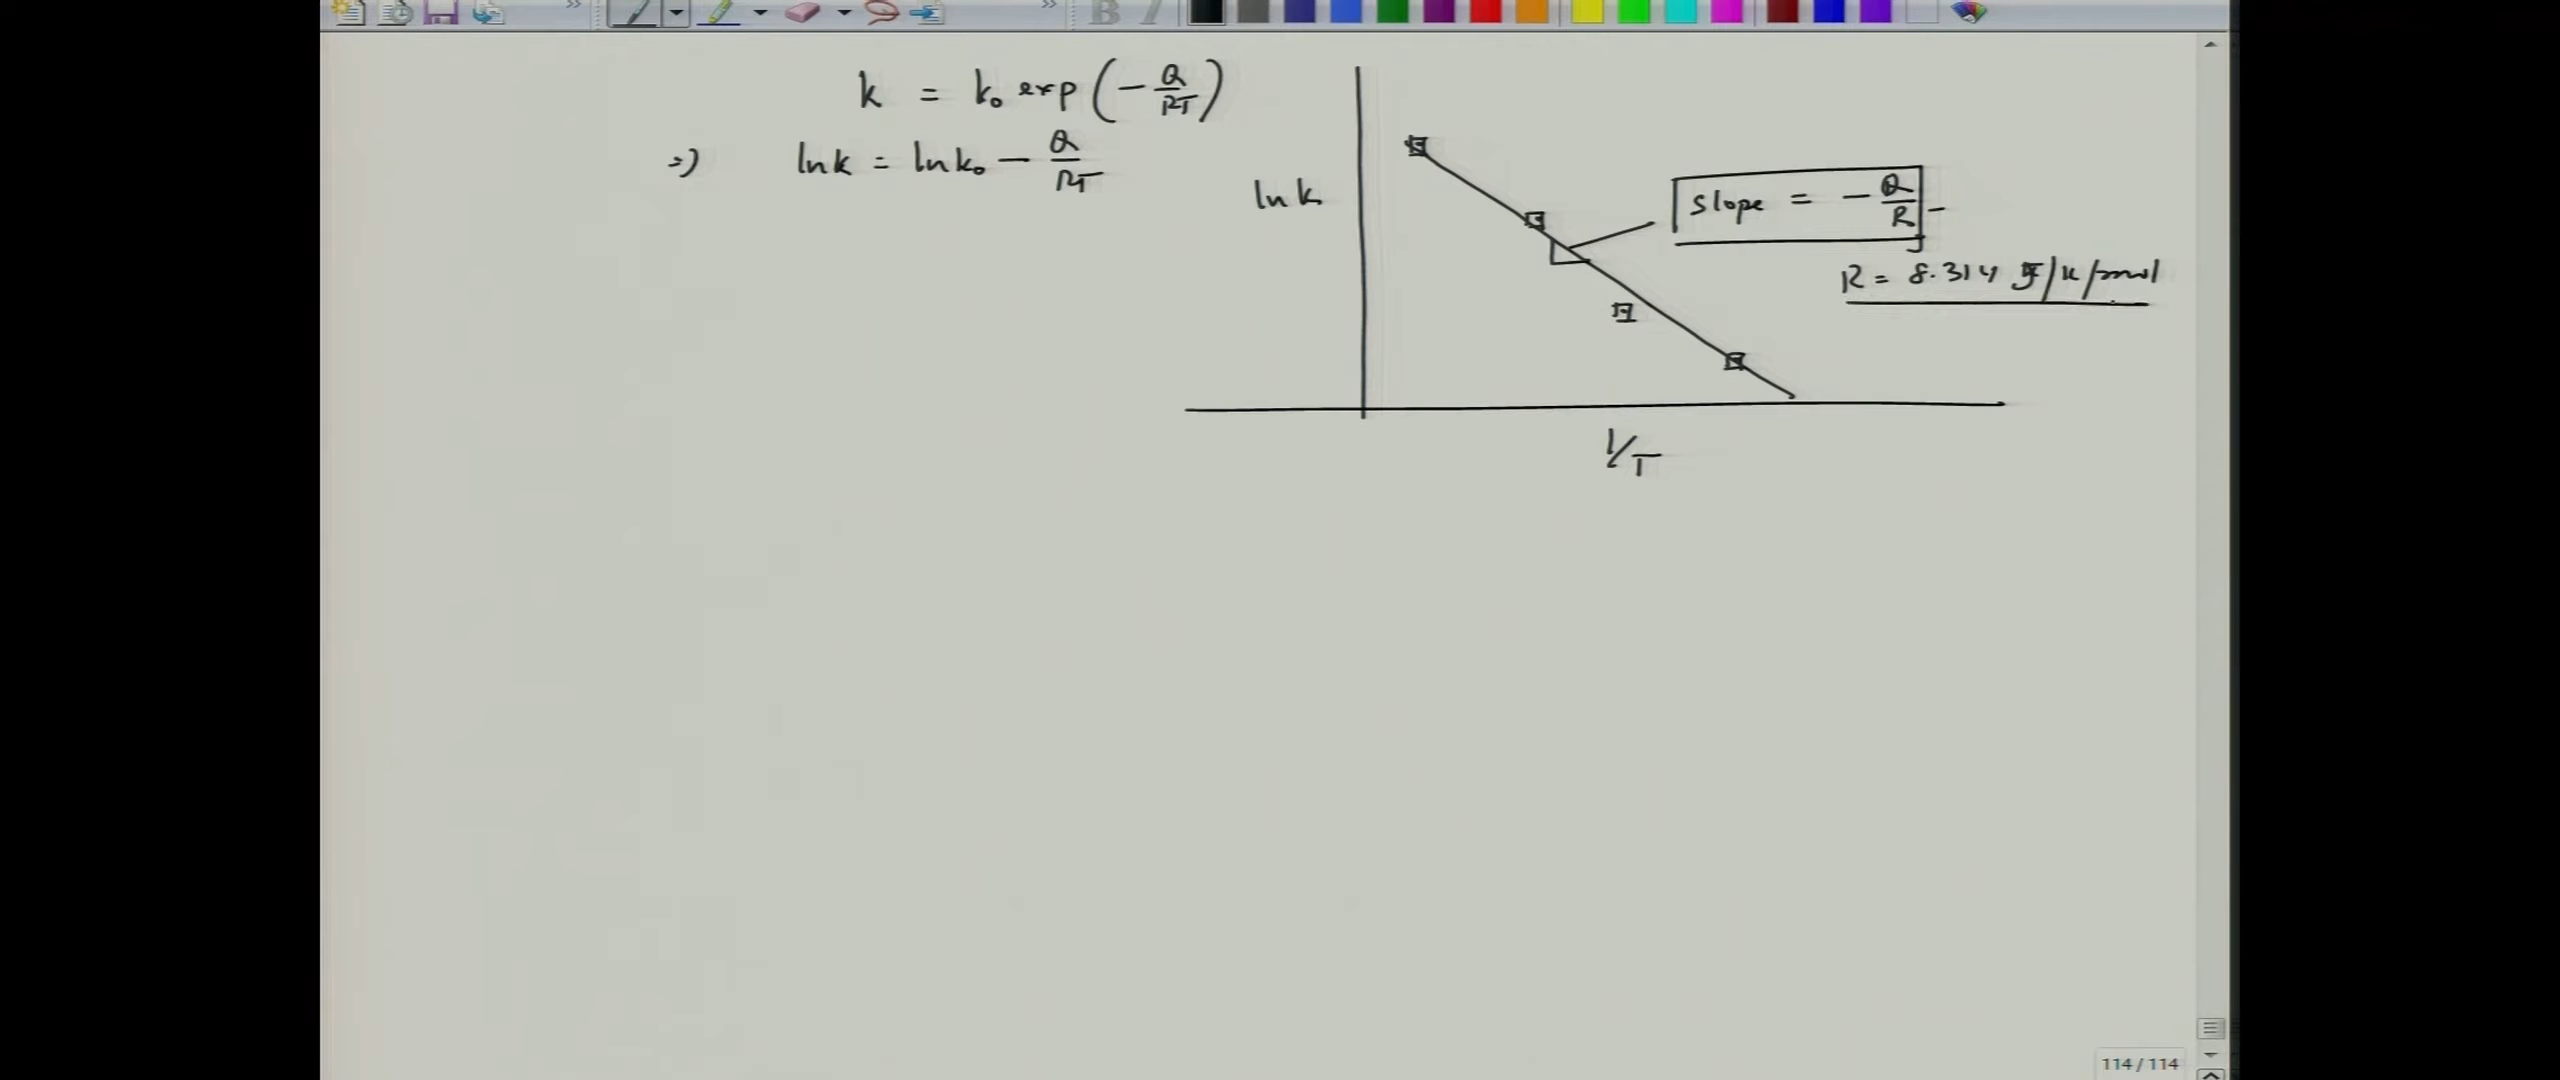 k = k₀ exp(-Q/RT)
=) ln k = ln k₀ - Q/RT
ln k
slope = - Q/R
R = 8.314 J/K/mol
1/T
B I
114 / 114